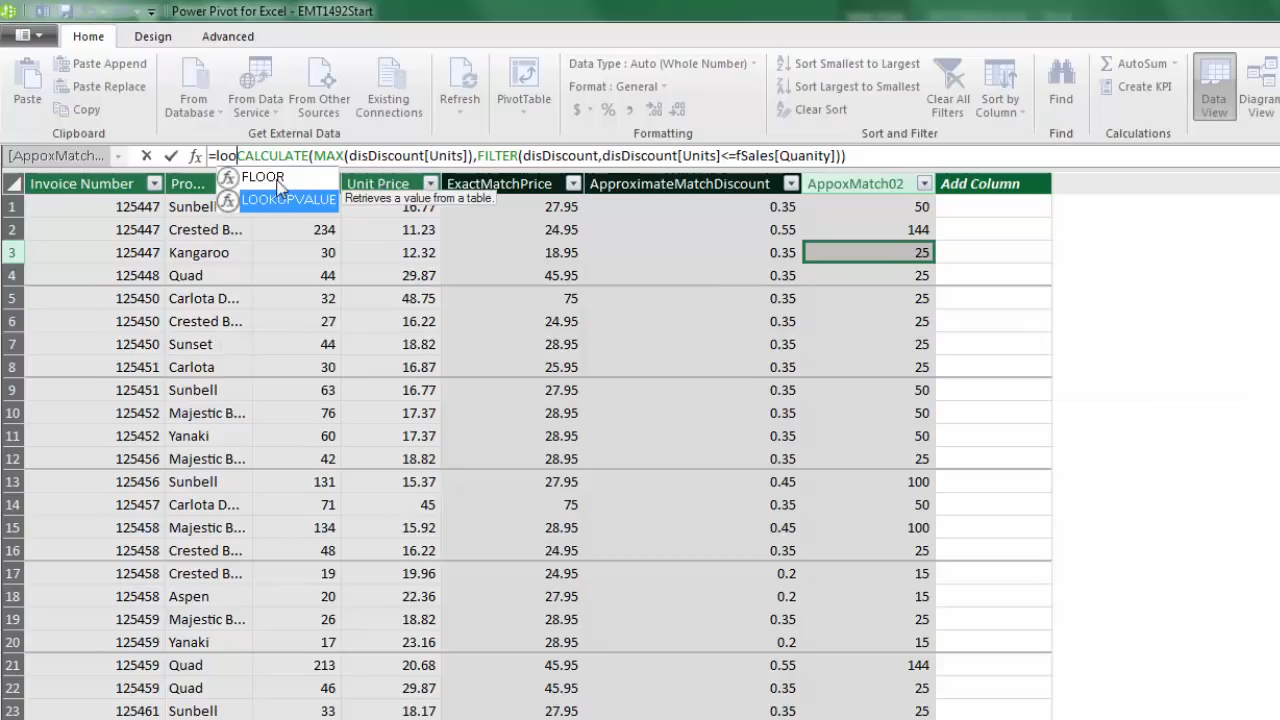 Power Pivot for Excel - EMT1492Start
Home Design Advanced
Paste
Paste Append
Paste Replace
Copy
Clipboard
From Database
From Data Service
From Other Sources
Existing Connections
Get External Data
Refresh
PivotTable
Data Type : Auto (Whole Number)
Format : General
$ % , .00 .00
Formatting
Sort Smallest to Largest
Sort Largest to Smallest
Clear Sort
Clear All Filters
Sort by Column
Sort and Filter
Find
Find
AutoSum
Create KPI
Calculations
Data View
Diagram
[AppoxMatch... fx =looCALCULATE(MAX(disDiscount[Units]),FILTER(disDiscount,disDiscount[Units]<=fSales[Quanity]))
FLOOR
LOOKUPVALUE Retrieves a value from a table.
Invoice Number Pro... Unit Price ExactMatchPrice ApproximateMatchDiscount AppoxMatch02 Add Column
1 125447 Sunbell 16.77 27.95 0.35 50
2 125447 Crested B... 234 11.23 24.95 0.55 144
3 125447 Kangaroo 30 12.32 18.95 0.35 25
4 125448 Quad 44 29.87 45.95 0.35 25
5 125450 Carlota D... 32 48.75 75 0.35 25
6 125450 Crested B... 27 16.22 24.95 0.35 25
7 125450 Sunset 44 18.82 28.95 0.35 25
8 125451 Carlota 30 16.87 25.95 0.35 25
9 125451 Sunbell 63 16.77 27.95 0.35 50
10 125452 Majestic B... 76 17.37 28.95 0.35 50
11 125452 Yanaki 60 17.37 28.95 0.35 50
12 125456 Majestic B... 42 18.82 28.95 0.35 25
13 125456 Sunbell 131 15.37 27.95 0.45 100
14 125457 Carlota D... 71 45 75 0.35 50
15 125458 Majestic B... 134 15.92 28.95 0.45 100
16 125458 Crested B... 48 16.22 24.95 0.35 25
17 125458 Crested B... 19 19.96 24.95 0.2 15
18 125458 Aspen 20 22.36 27.95 0.2 15
19 125459 Majestic B... 26 18.82 28.95 0.35 25
20 125459 Yanaki 17 23.16 28.95 0.2 15
21 125459 Quad 213 20.68 45.95 0.55 144
22 125459 Quad 46 29.87 45.95 0.35 25
23 125461 Sunbell 33 18.17 27.95 0.35 25